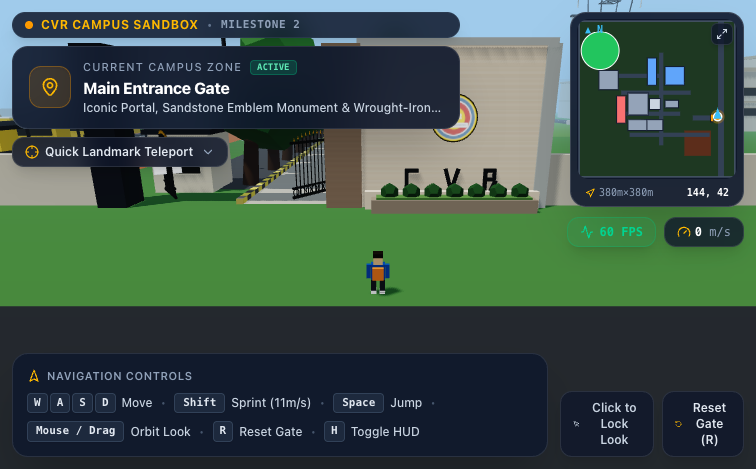 CVR CAMPUS SANDBOX • MILESTONE 2
CURRENT CAMPUS ZONE ACTIVE
Main Entrance Gate
Iconic Portal, Sandstone Emblem Monument & Wrought-Iron...
Quick Landmark Teleport
N
380m×380m 144, 42
60 FPS 0 m/s
C V R
NAVIGATION CONTROLS
W A S D Move • Shift Sprint (11m/s) • Space Jump •
Mouse / Drag Orbit Look • R Reset Gate • H Toggle HUD
Click to
Lock
Look
Reset
Gate
(R)